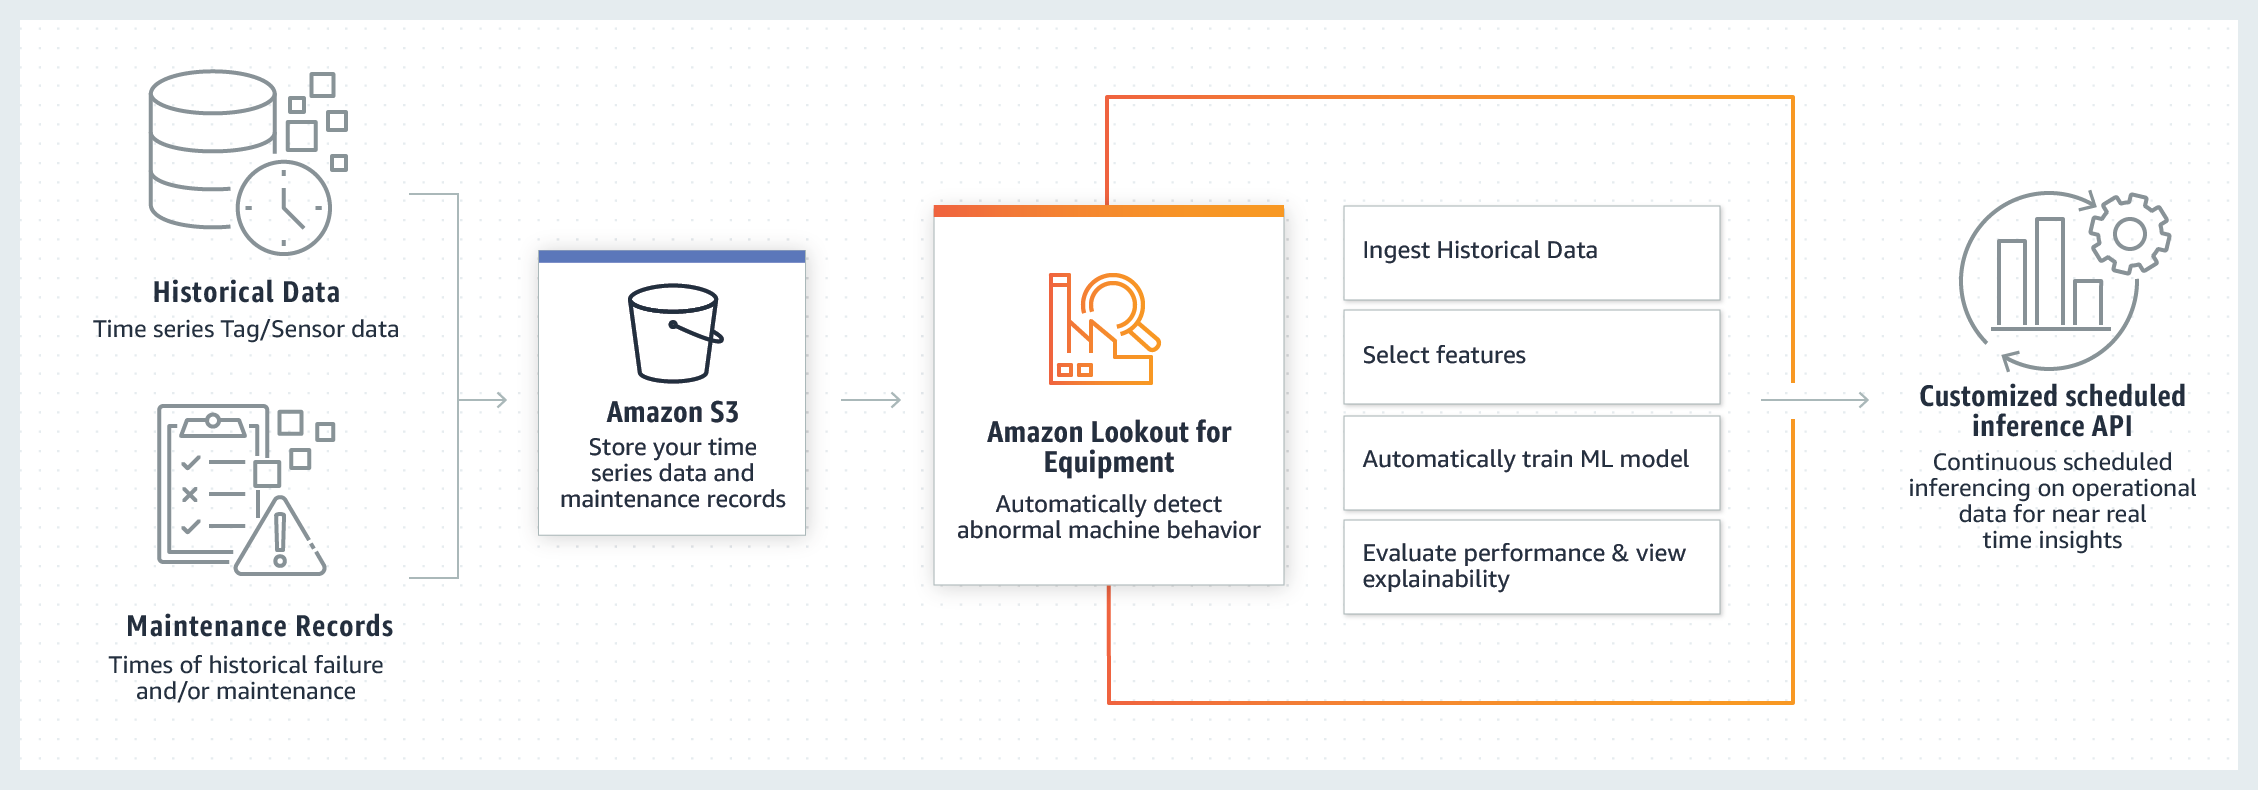 Historical Data
Time series Tag/Sensor data
Maintenance Records
Times of historical failure
and/or maintenance
Amazon S3
Store your time
series data and
maintenance records
Amazon Lookout for
Equipment
Automatically detect
abnormal machine behavior
Ingest Historical Data
Select features
Automatically train ML model
Evaluate performance & view
explainability
Customized scheduled
inference API
Continuous scheduled
inferencing on operational
data for near real
time insights